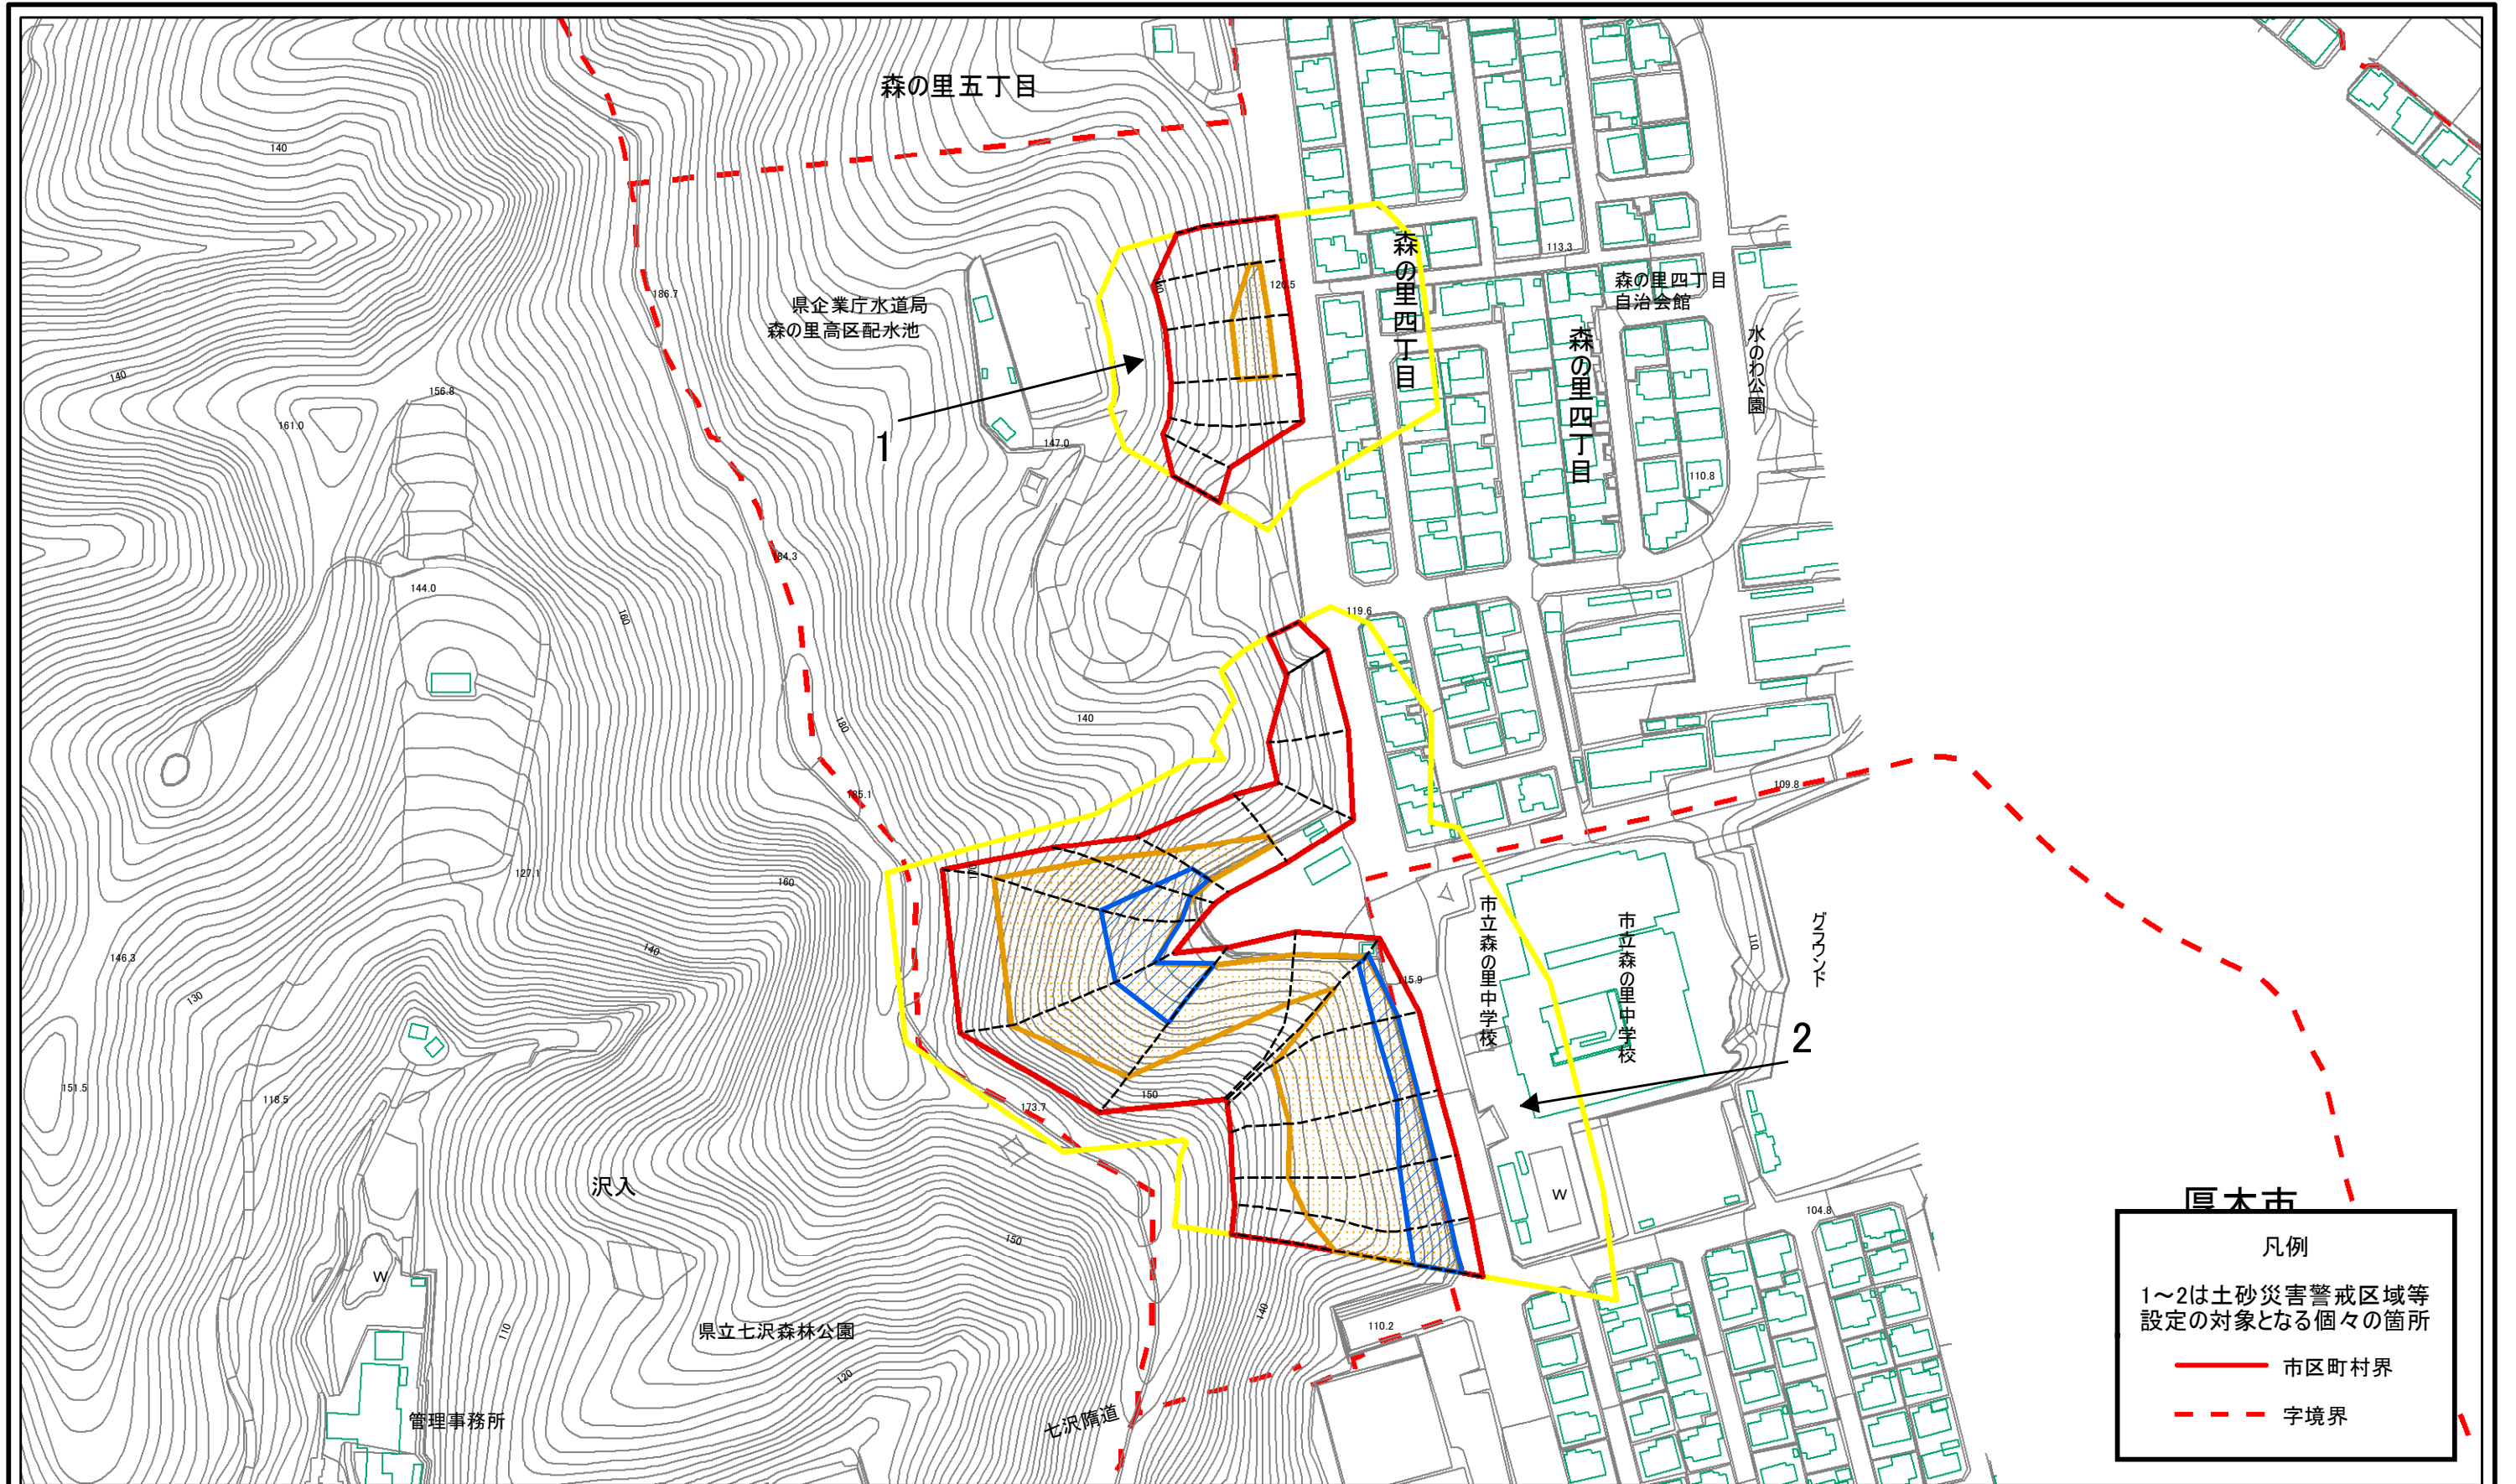 森の里五丁目
140
186.7
県企業庁水道局
森の里高区配水池
120.5
森の里四丁目
113.3
森の里四丁目
自治会館
森の里四丁目
水のわ公園
140
156.8
161.0
1
147.0
110.8
184.3
144.0
160
119.6
140
180
185.1
109.8
127.1
160
市立森の里中学校
市立森の里中学校
グラウンド
110
140
146.3
130
15.9
2
151.5
118.5
173.7
150
沢入
W
104.8
厚木市
150
W
110
県立七沢森林公園
140
110.2
120
管理事務所
七沢隋道
凡例
1～2は土砂災害警戒区域等
設定の対象となる個々の箇所
市区町村界
字境界